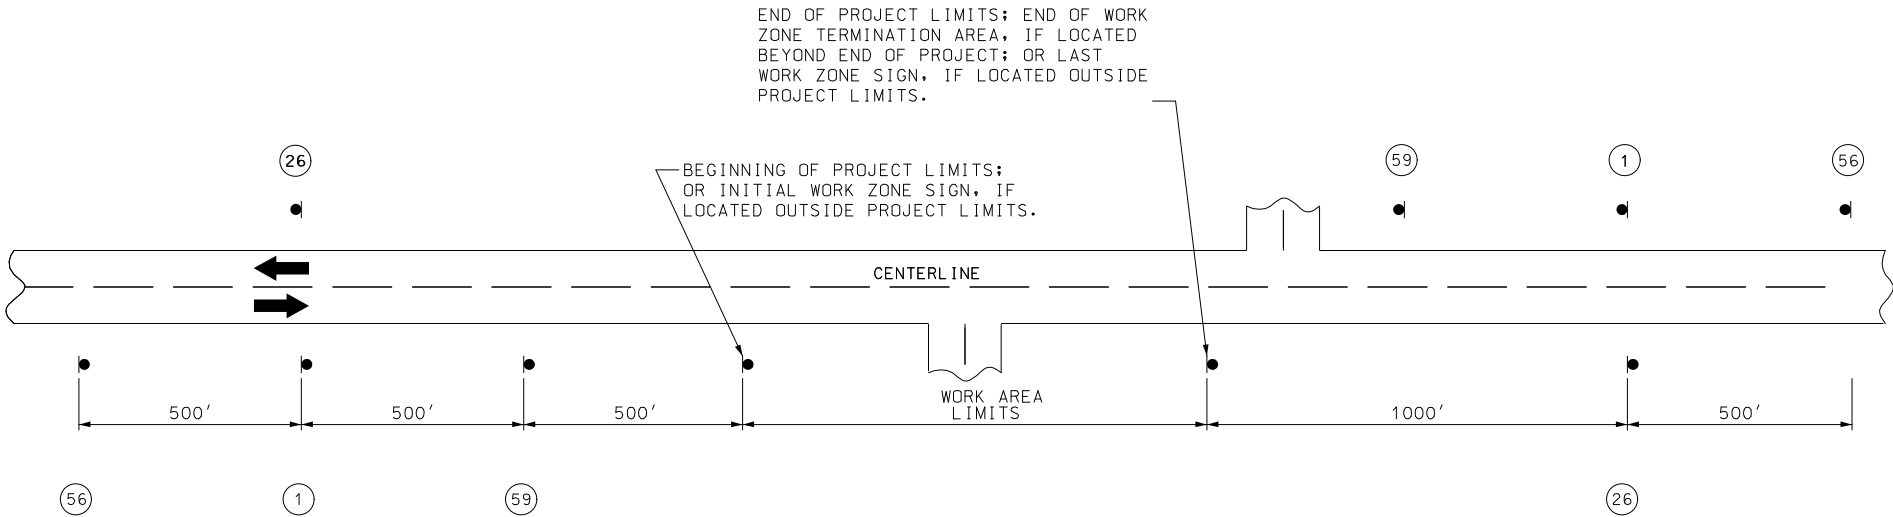 END OF PROJECT LIMITS; END OF WORK
ZONE TERMINATION AREA, IF LOCATED
BEYOND END OF PROJECT; OR LAST
WORK ZONE SIGN, IF LOCATED OUTSIDE
PROJECT LIMITS.
26
BEGINNING OF PROJECT LIMITS;
OR INITIAL WORK ZONE SIGN, IF
LOCATED OUTSIDE PROJECT LIMITS.
59
1
56
CENTERLINE
WORK AREA
LIMITS
500'
500'
500'
1000'
500'
56
1
59
26